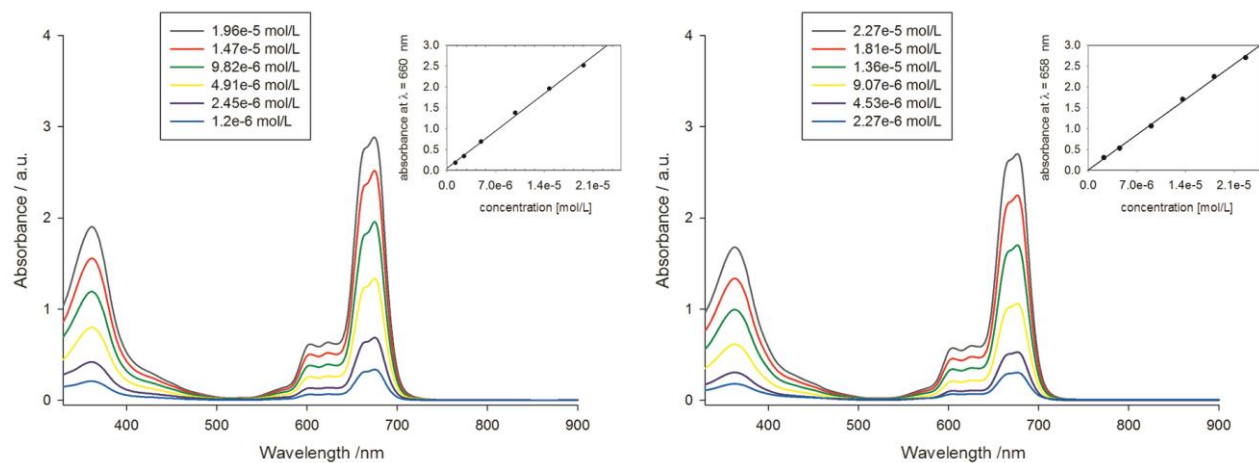 1.96e-5 mol/L
1.47e-5 mol/L
9.82e-6 mol/L
4.91e-6 mol/L
2.45e-6 mol/L
1.2e-6 mol/L
4
3
2
1
0
Absorbance / a.u.
400 500 600 700 800 900
Wavelength /nm
3.0
2.5
2.0
1.5
1.0
0.5
0.0
absorbance at λ = 660 nm
0.0 7.0e-6 1.4e-5 2.1e-5
concentration [mol/L]
2.27e-5 mol/L
1.81e-5 mol/L
1.36e-5 mol/L
9.07e-6 mol/L
4.53e-6 mol/L
2.27e-6 mol/L
4
3
2
1
0
Absorbance / a.u.
400 500 600 700 800 900
Wavelength /nm
3.0
2.5
2.0
1.5
1.0
0.5
0.0
absorbance at λ = 658 nm
0.0 7.0e-6 1.4e-5 2.1e-5
concentration [mol/L]